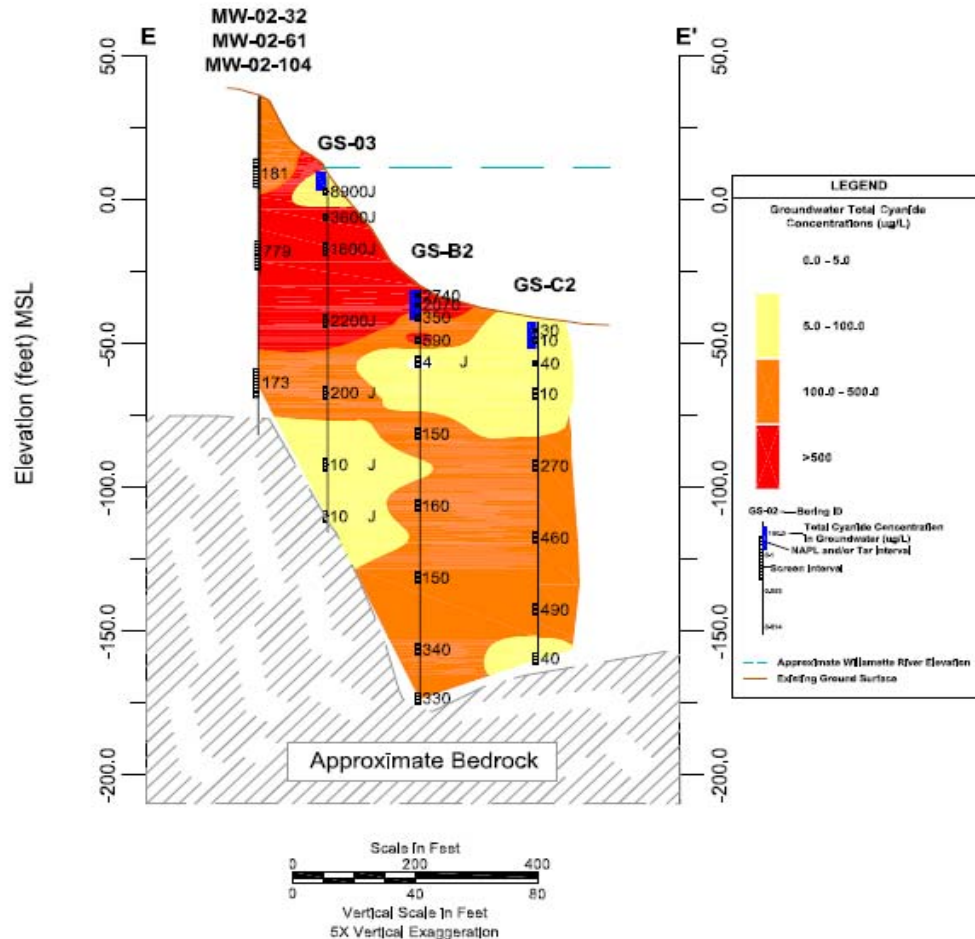 MW-02-32
MW-02-61
MW-02-104
E
E'
50.0
50.0
GS-03
181
8900J
0.0
0.0
3600J
779
1800J
GS-B2
GS-C2
2740
2070
2200J
350
30
590
10
-50.0
-50.0
4 J
40
173
200 J
10
150
10 J
270
-100.0
-100.0
160
10 J
460
150
490
-150.0
-150.0
340
40
330
-200.0
-200.0
Elevation (feet) MSL
Approximate Bedrock
LEGEND
Groundwater Total Cyanide
Concentrations (ug/L)
0.0 - 5.0
5.0 - 100.0
100.0 - 500.0
>500
GS-02 Boring ID
Total Cyanide Concentration
in Groundwater (ug/L)
NAPL and/or Tar Interval
Screen Interval
Approximate Willamette River Elevation
Existing Ground Surface
Scale in Feet
0 200 400
0 40 80
Vertical Scale in Feet
5X Vertical Exaggeration